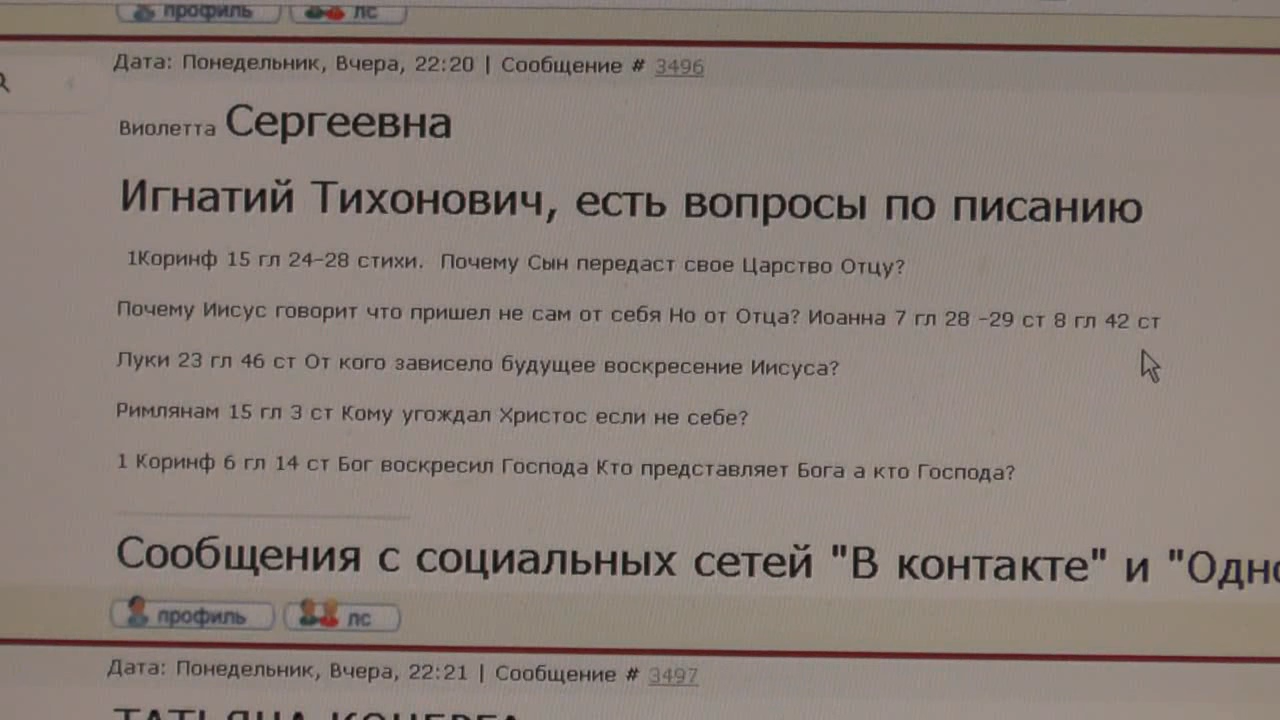 профиль лс
Дата: Понедельник, Вчера, 22:20 | Сообщение # 3496
Виолетта Сергеевна
Игнатий Тихонович, есть вопросы по писанию
1Коринф 15 гл 24-28 стихи. Почему Сын передаст свое Царство Отцу?
Почему Иисус говорит что пришел не сам от себя Но от Отца? Иоанна 7 гл 28 -29 ст 8 гл 42 ст
Луки 23 гл 46 ст От кого зависело будущее воскресение Иисуса?
Римлянам 15 гл 3 ст Кому угождал Христос если не себе?
1 Коринф 6 гл 14 ст Бог воскресил Господа Кто представляет Бога а кто Господа?
Сообщения с социальных сетей "В контакте" и "Одно
профиль лс
Дата: Понедельник, Вчера, 22:21 | Сообщение # 3497